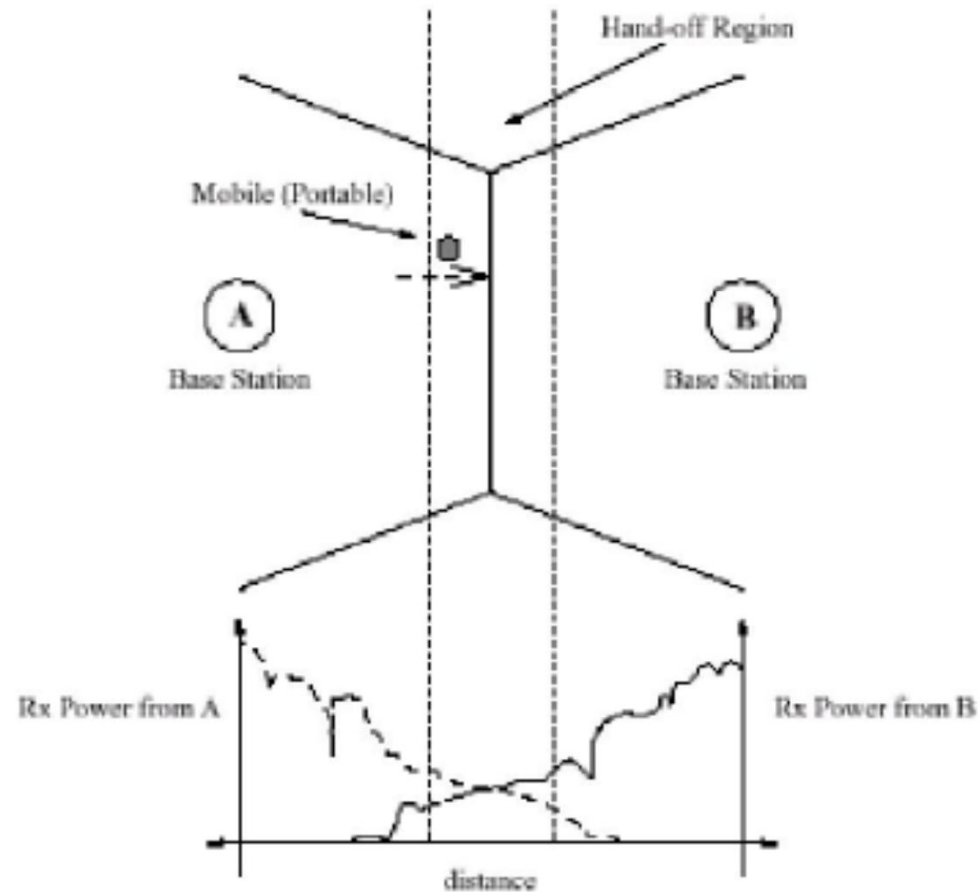 Hand-off Region
Mobile (Portable)
A
B
Base Station
Base Station
Rx Power from A
Rx Power from B
distance